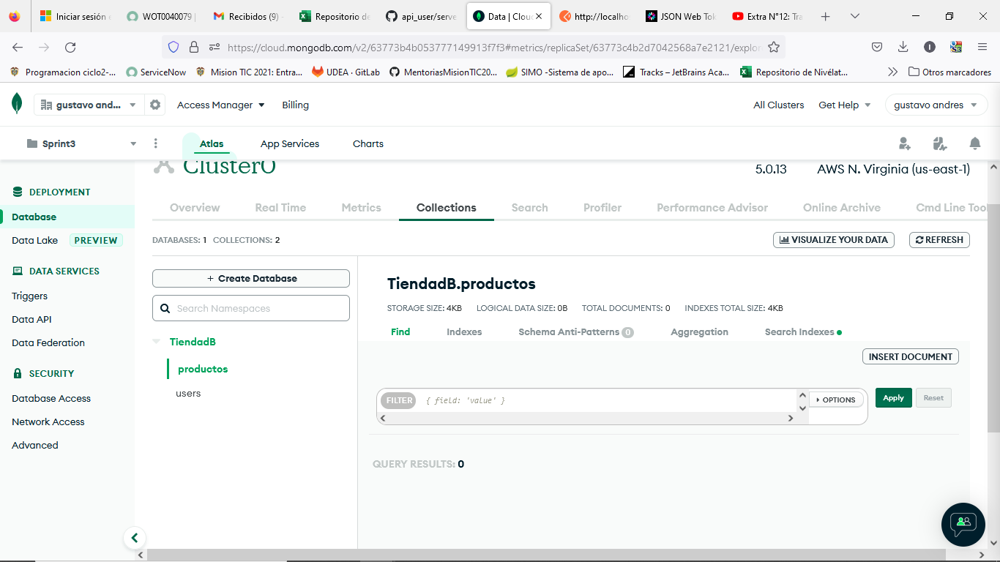 Iniciar sesión
WOT0040079
Recibidos (9) -
Repositorio de
api_user/serve
Data | Cloud
http://localho
JSON Web Tok
Extra N°12: Tra
https://cloud.mongodb.com/v2/63773b4b053777149913f7f3#metrics/replicaSet/63773c4b2d7042568a7e2121/explor
Programacion ciclo2-...
ServiceNow
Mision TIC 2021: Entra...
UDEA · GitLab
MentoriasMisionTIC20...
SIMO -Sistema de apo...
Tracks – JetBrains Aca...
Repositorio de Nivélat...
Otros marcadores
gustavo and...
Access Manager
Billing
All Clusters
Get Help
gustavo andres
Sprint3
Atlas
App Services
Charts
DEPLOYMENT
Database
Data Lake PREVIEW
DATA SERVICES
Triggers
Data API
Data Federation
SECURITY
Database Access
Network Access
Advanced
Cluster0
5.0.13
AWS N. Virginia (us-east-1)
Overview
Real Time
Metrics
Collections
Search
Profiler
Performance Advisor
Online Archive
Cmd Line Tool
DATABASES: 1 COLLECTIONS: 2
VISUALIZE YOUR DATA
REFRESH
+ Create Database
Search Namespaces
TiendadB
productos
users
TiendadB.productos
STORAGE SIZE: 4KB
LOGICAL DATA SIZE: 0B
TOTAL DOCUMENTS: 0
INDEXES TOTAL SIZE: 4KB
Find
Indexes
Schema Anti-Patterns 0
Aggregation
Search Indexes
INSERT DOCUMENT
FILTER { field: 'value' }
OPTIONS
Apply
Reset
QUERY RESULTS: 0